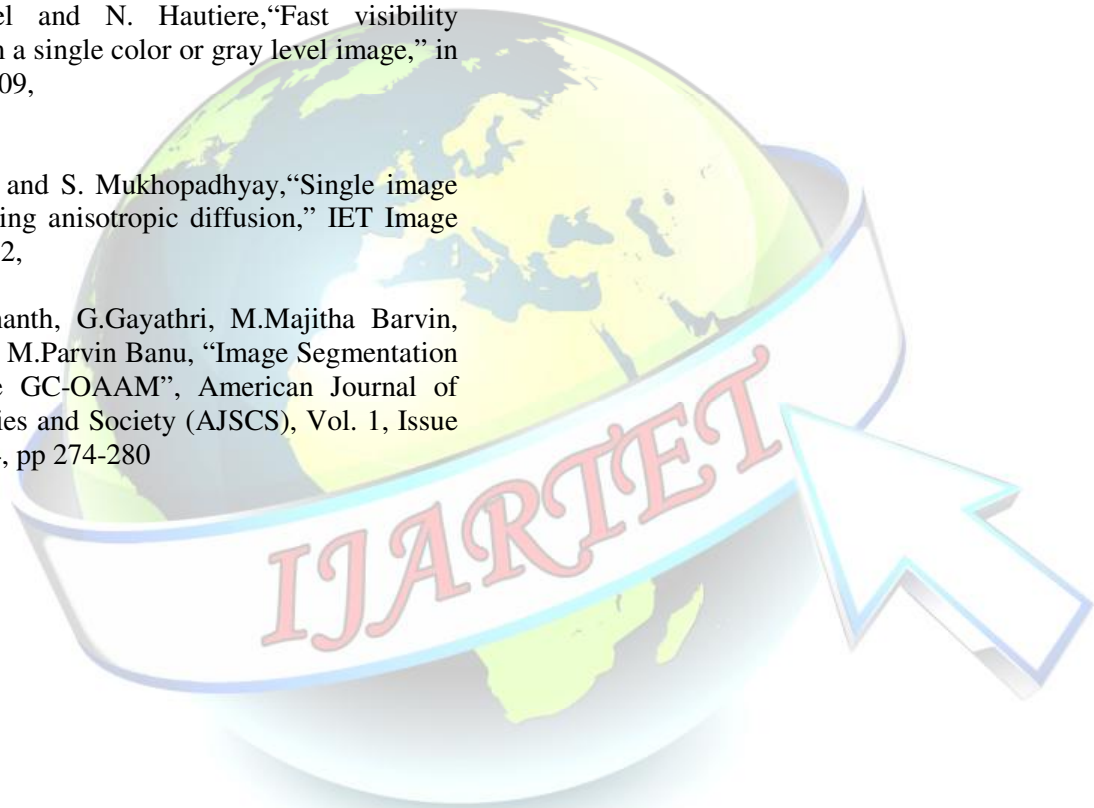 el and N. Hautiere,“Fast visibility
a single color or gray level image,” in
09,
and S. Mukhopadhyay,“Single image
ing anisotropic diffusion,” IET Image
2,
anth, G.Gayathri, M.Majitha Barvin,
M.Parvin Banu, “Image Segmentation
GC-OAAM”, American Journal of
ies and Society (AJSCS), Vol. 1, Issue
, pp 274-280
IJARTET